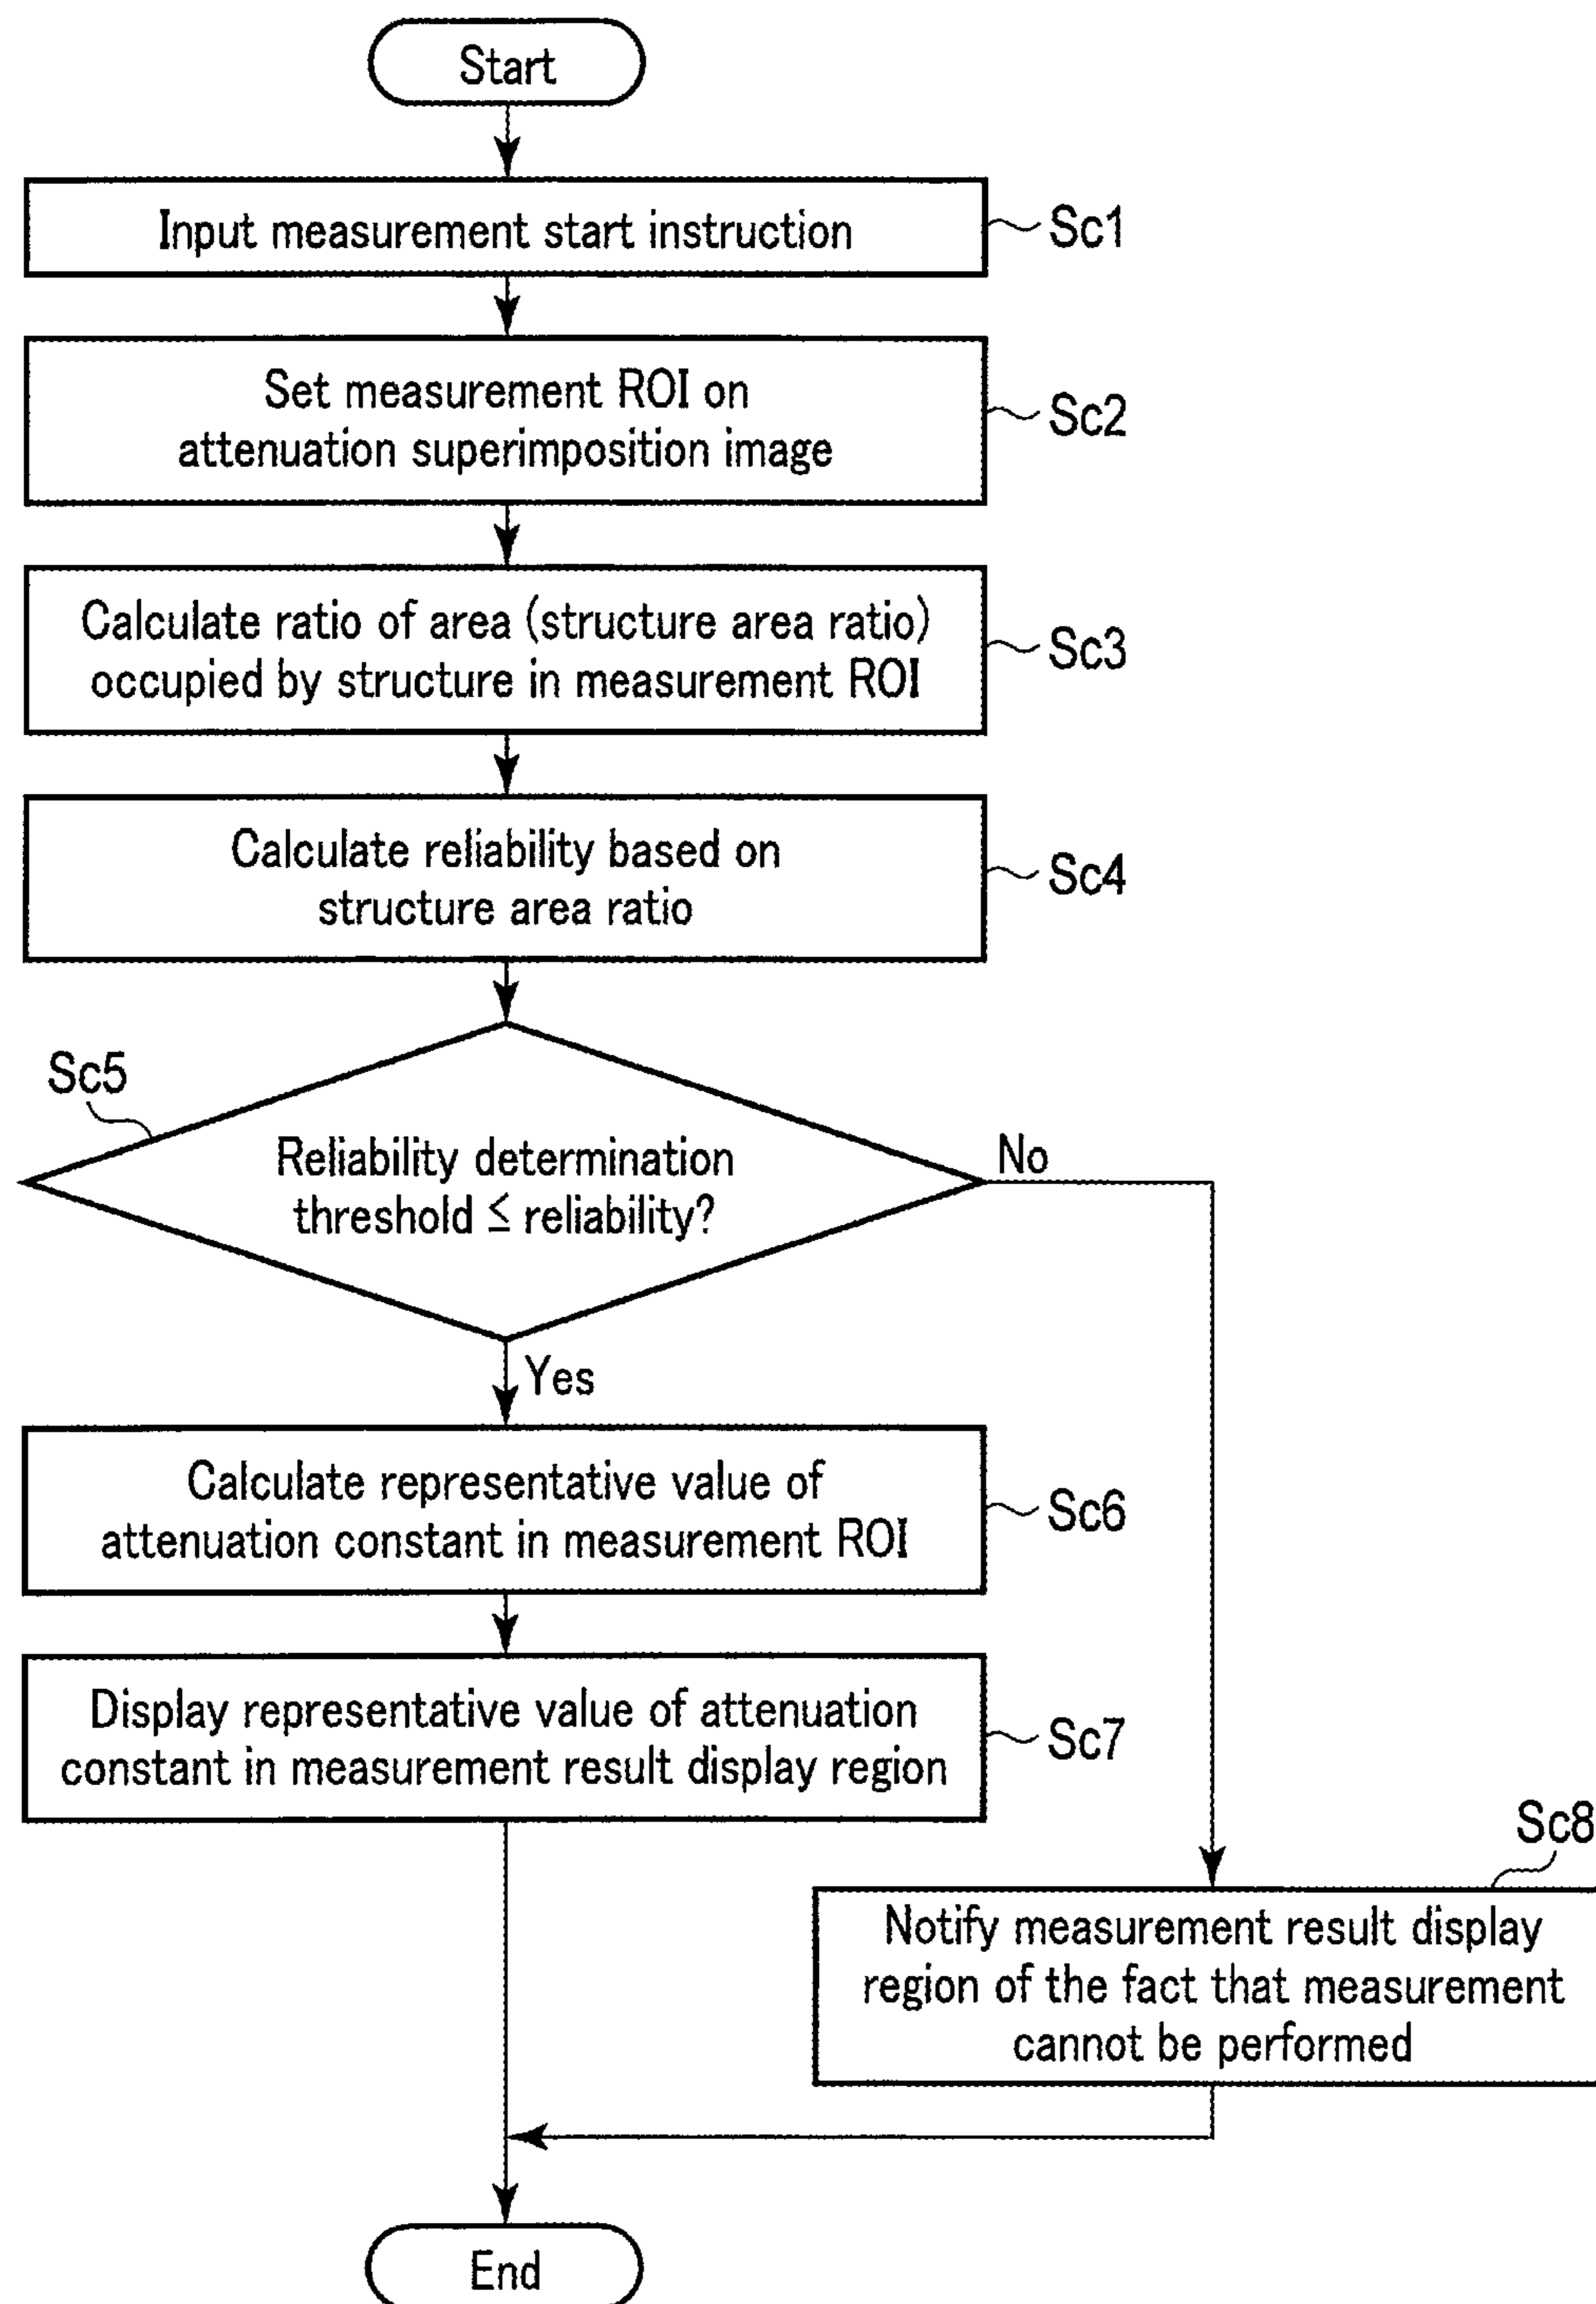 Start
Input measurement start instruction
Sc1
Set measurement ROI on
attenuation superimposition image
Sc2
Calculate ratio of area (structure area ratio)
occupied by structure in measurement ROI
Sc3
Calculate reliability based on
structure area ratio
Sc4
Sc5
Reliability determination
threshold ≦ reliability?
No
Yes
Calculate representative value of
attenuation constant in measurement ROI
Sc6
Display representative value of attenuation
constant in measurement result display region
Sc7
Sc8
Notify measurement result display
region of the fact that measurement
cannot be performed
End